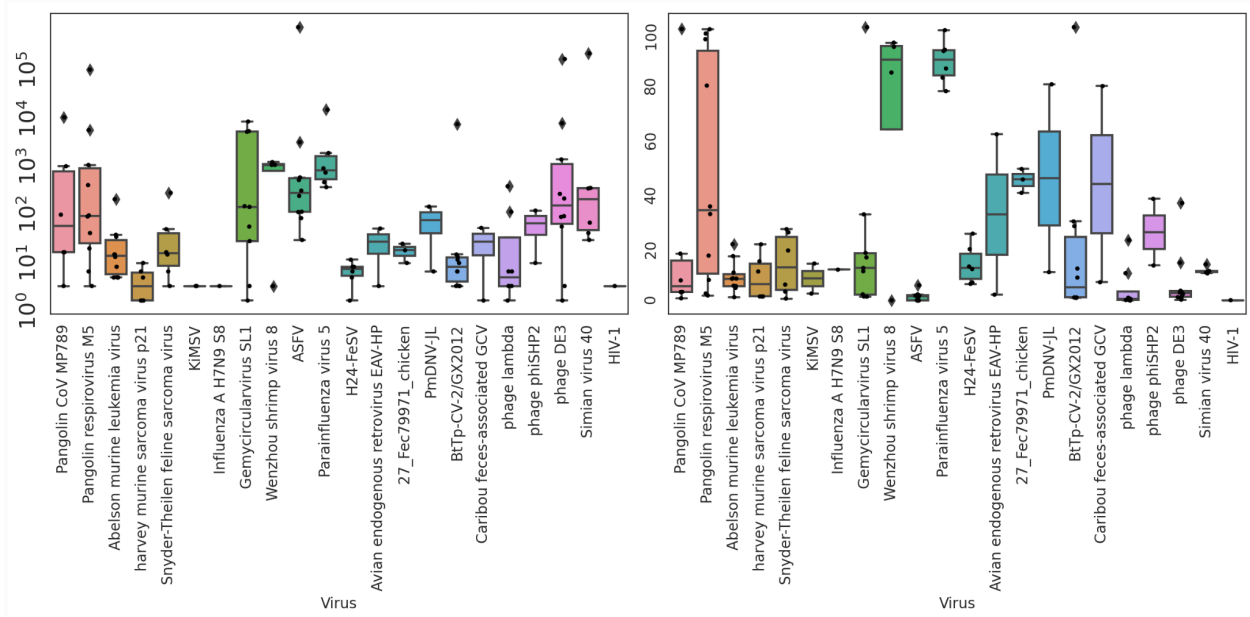 10^5
10^4
10^3
10^2
10^1
10^0
Pangolin CoV MP789
Pangolin respirovirus M5
Abelson murine leukemia virus
harvey murine sarcoma virus p21
Snyder-Theilen feline sarcoma virus
KiMSV
Influenza A H7N9 S8
Gemycircularvirus SL1
Wenzhou shrimp virus 8
ASFV
Parainfluenza virus 5
H24-FeSV
Avian endogenous retrovirus EAV-HP
27_Fec79971_chicken
PmDNV-JL
BtTp-CV-2/GX2012
Caribou feces-associated GCV
phage lambda
phage phiSHP2
phage DE3
Simian virus 40
HIV-1
Virus
100
80
60
40
20
0
Pangolin CoV MP789
Pangolin respirovirus M5
Abelson murine leukemia virus
harvey murine sarcoma virus p21
Snyder-Theilen feline sarcoma virus
KiMSV
Influenza A H7N9 S8
Gemycircularvirus SL1
Wenzhou shrimp virus 8
ASFV
Parainfluenza virus 5
H24-FeSV
Avian endogenous retrovirus EAV-HP
27_Fec79971_chicken
PmDNV-JL
BtTp-CV-2/GX2012
Caribou feces-associated GCV
phage lambda
phage phiSHP2
phage DE3
Simian virus 40
HIV-1
Virus